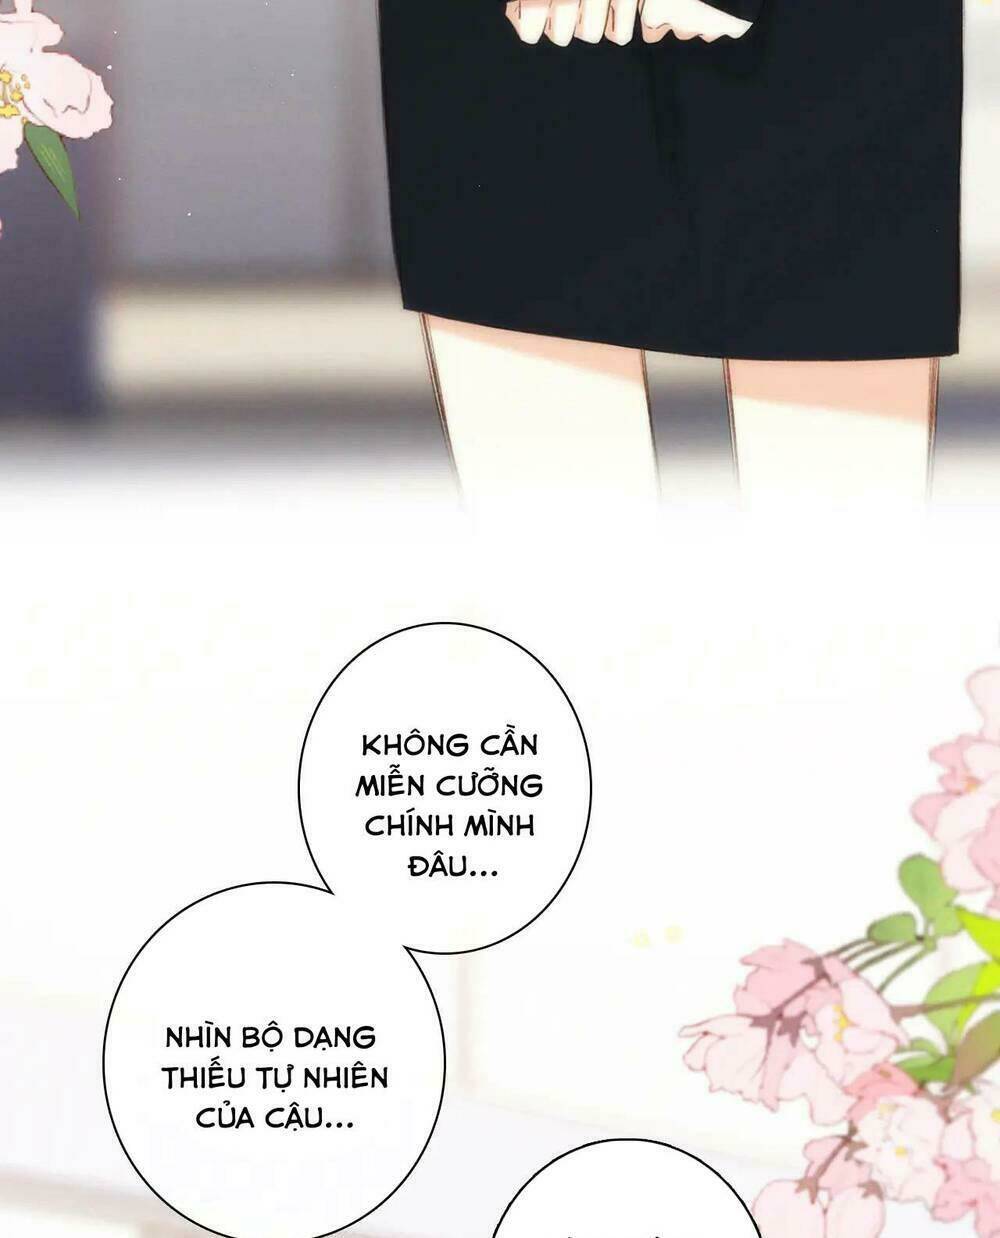 KHÔNG CẦN
MIỄN CƯỠNG
CHÍNH MÌNH
ĐÂU...
NHÌN BỘ DẠNG
THIẾU TỰ NHIÊN
CỦA CẬU...